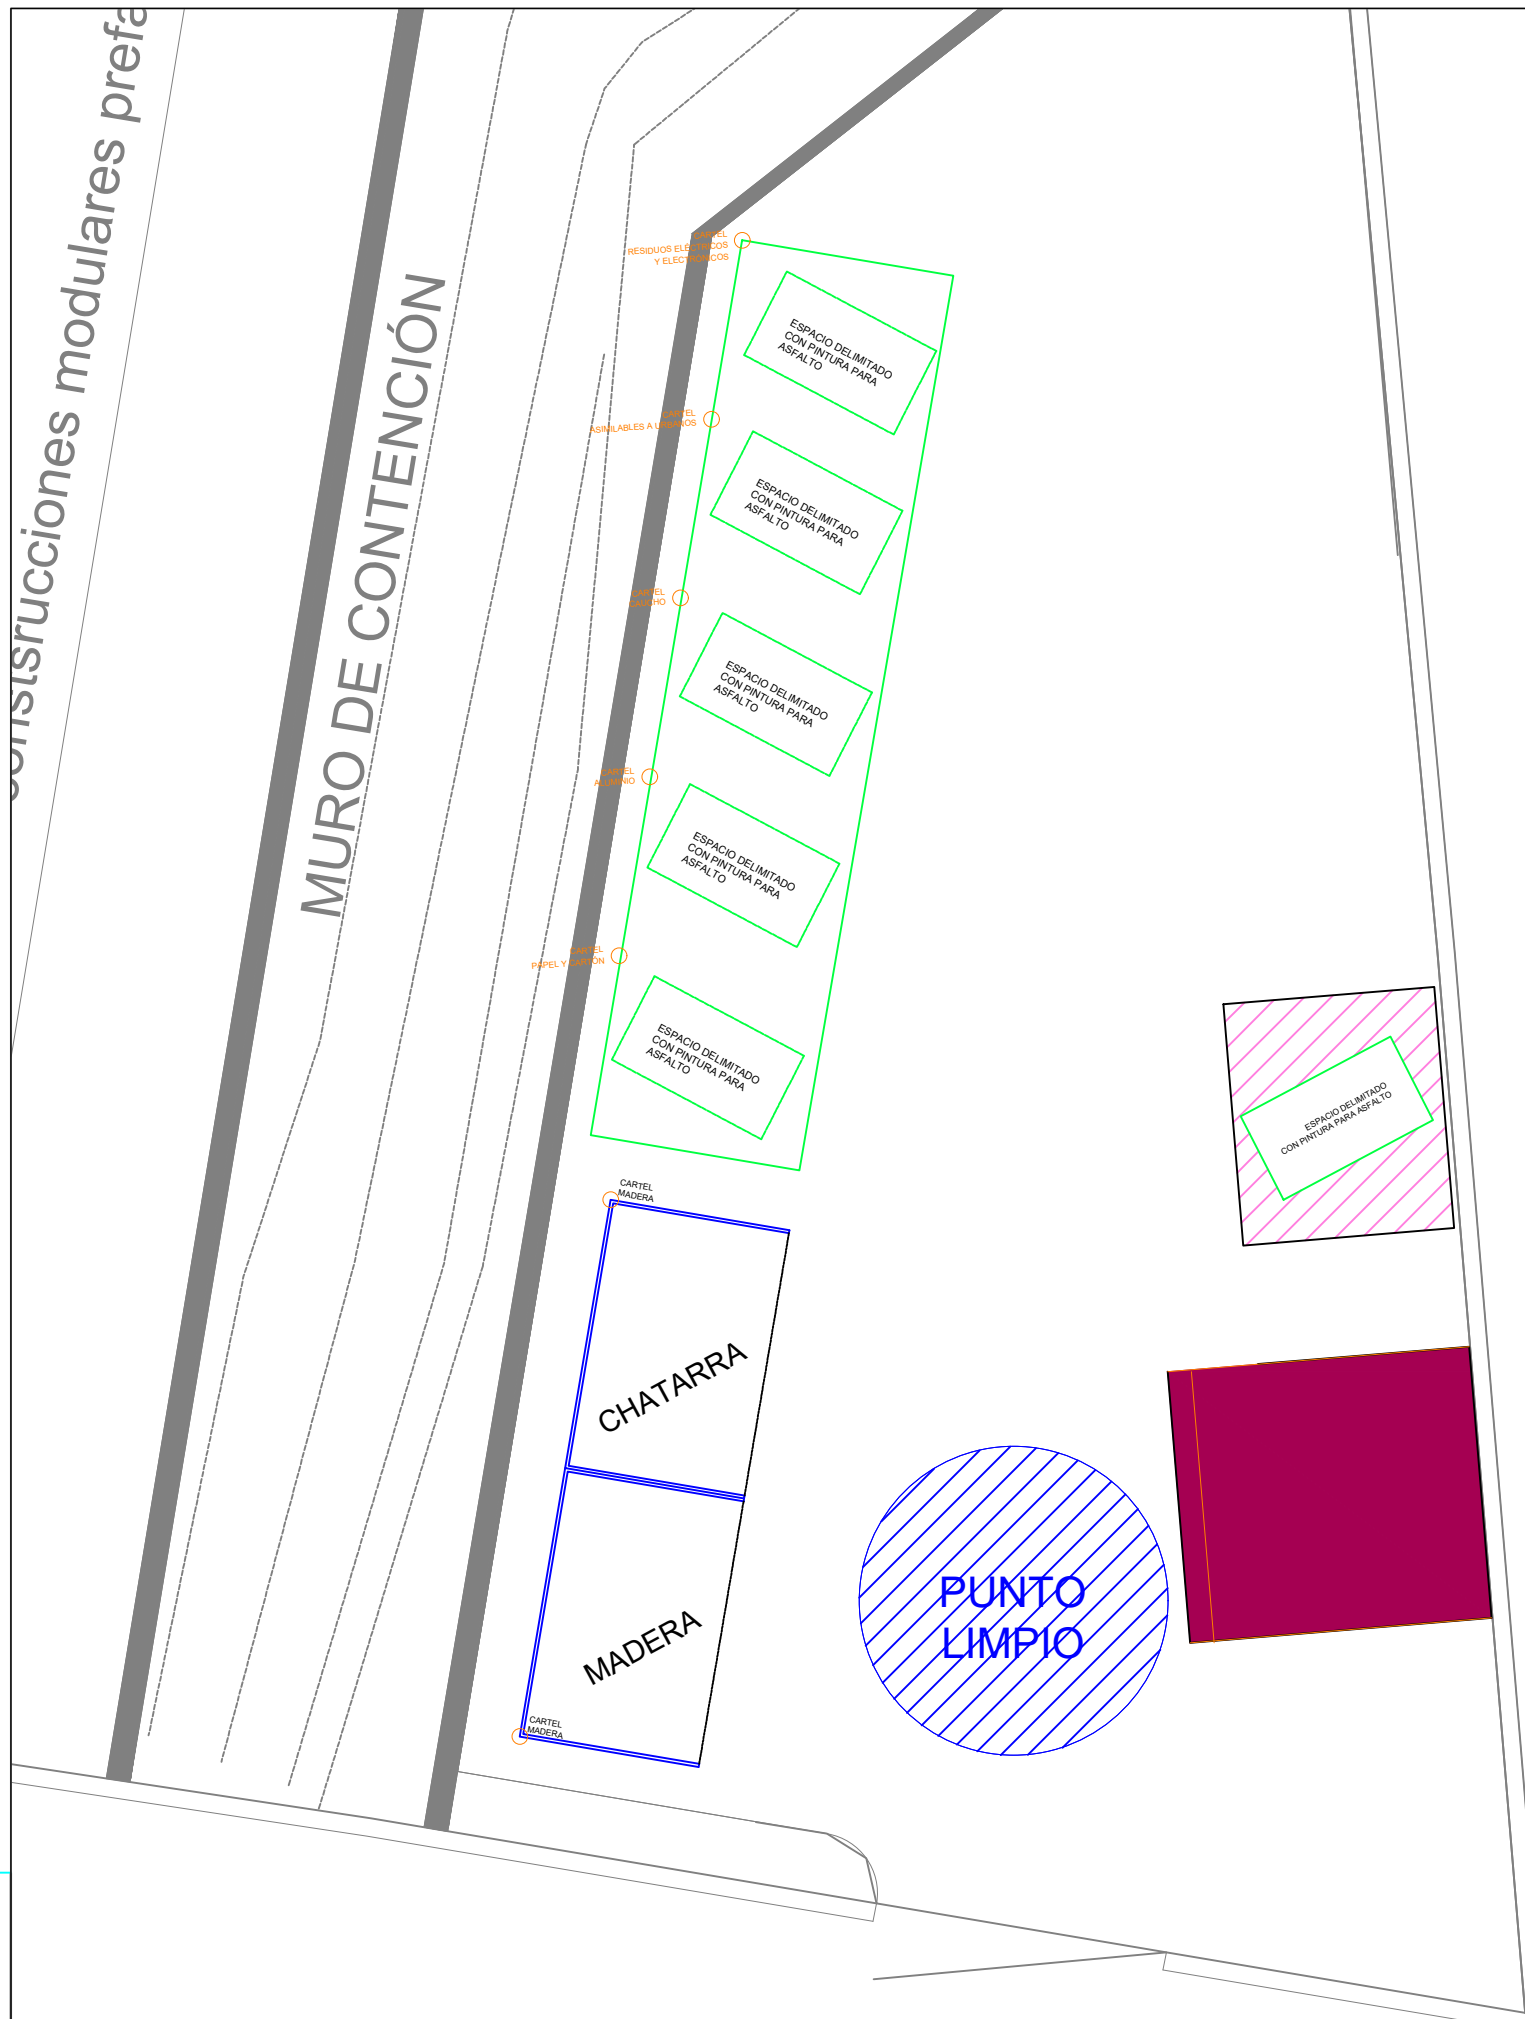 constsrucciones modulares prefa
MURO DE CONTENCIÓN
CARTEL
RESIDUOS ELÉCTRICOS
Y ELECTRÓNICOS
ESPACIO DELIMITADO
CON PINTURA PARA
ASFALTO
CARTEL
ASIMILABLES A URBANOS
ESPACIO DELIMITADO
CON PINTURA PARA
ASFALTO
CARTEL
CAUCHO
ESPACIO DELIMITADO
CON PINTURA PARA
ASFALTO
CARTEL
ALUMINIO
ESPACIO DELIMITADO
CON PINTURA PARA
ASFALTO
CARTEL
PAPEL Y CARTÓN
ESPACIO DELIMITADO
CON PINTURA PARA
ASFALTO
ESPACIO DELIMITADO
CON PINTURA PARA ASFALTO
CARTEL
MADERA
CHATARRA
MADERA
CARTEL
MADERA
PUNTO
LIMPIO